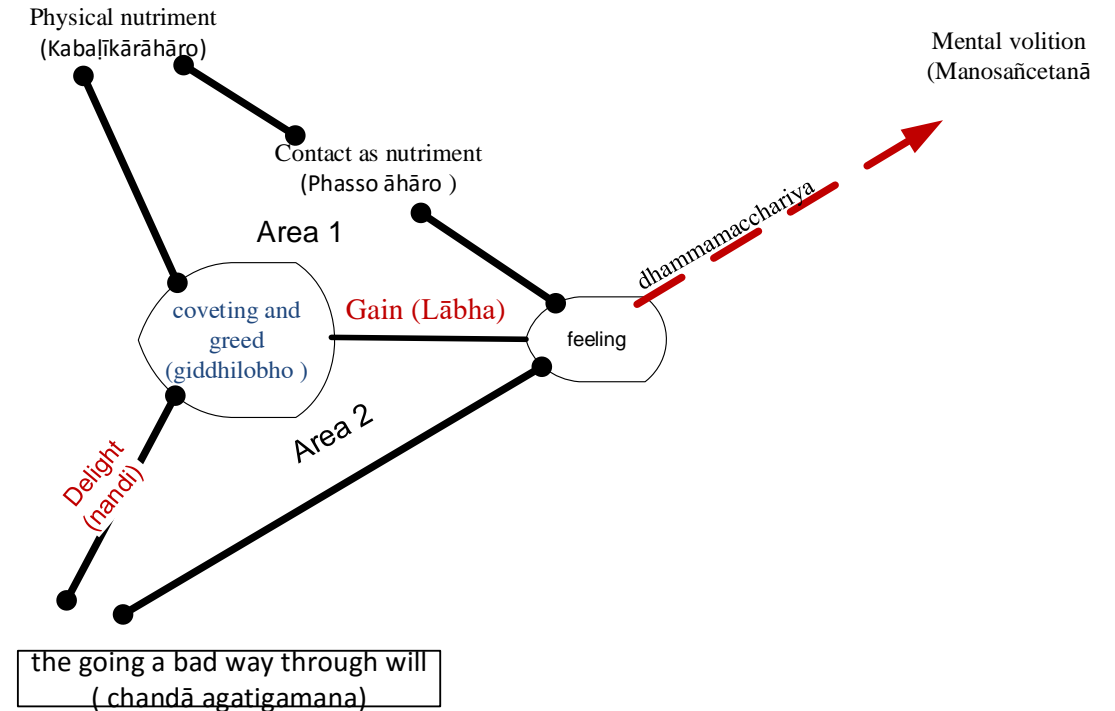 Physical nutriment
(Kabaḷīkārāhāro)
Mental volition
(Manosañcetanā
Contact as nutriment
(Phasso āhāro )
dhammamacchariya
Area 1
coveting and
greed
(giddhilobho )
Gain (Lābha)
feeling
Area 2
Delight
(nandi)
the going a bad way through will
( chandā agatigamana)